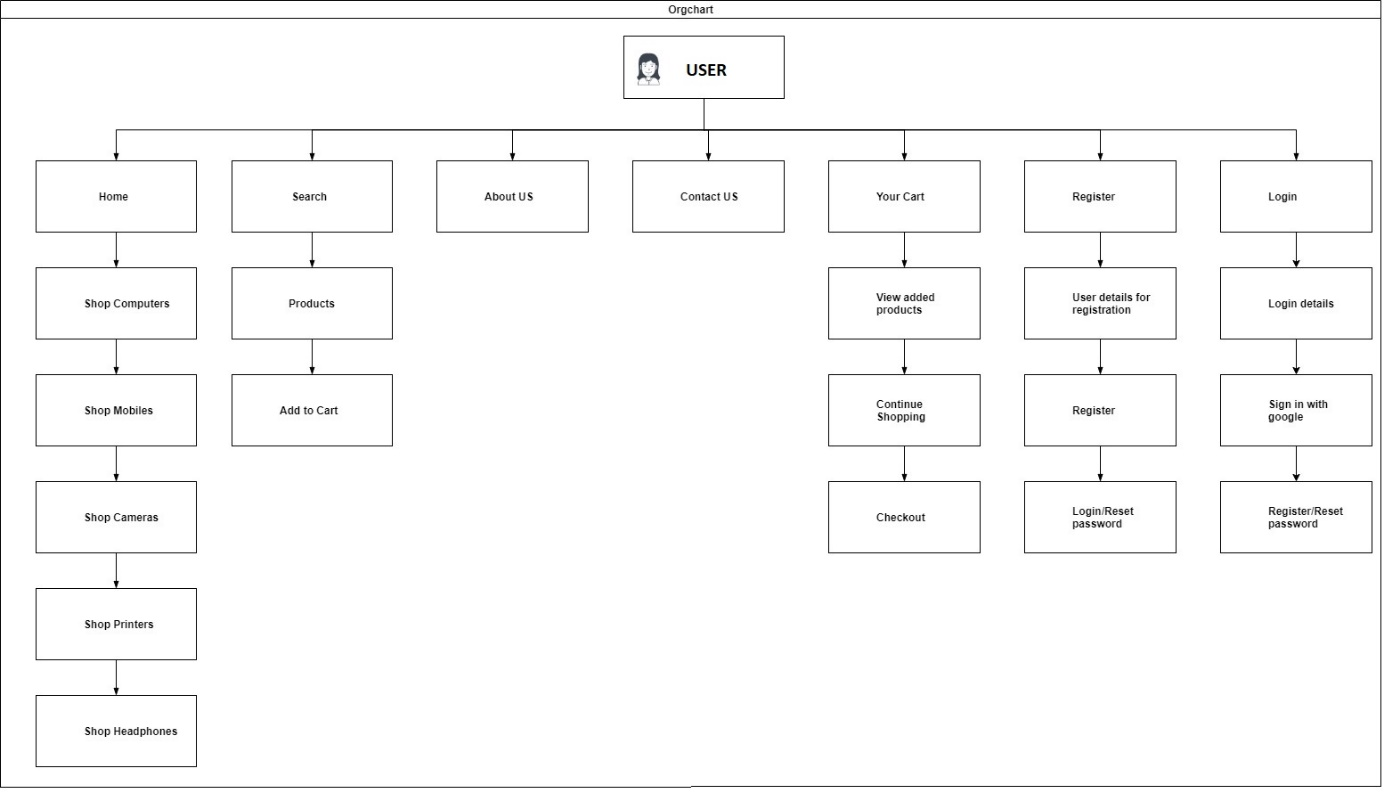 Orgchart
USER
Home
Search
About US
Contact US
Your Cart
Register
Login
Shop Computers
Products
View added
products
User details for
registration
Login details
Shop Mobiles
Add to Cart
Continue
Shopping
Register
Sign in with
google
Shop Cameras
Checkout
Login/Reset
password
Register/Reset
password
Shop Printers
Shop Headphones